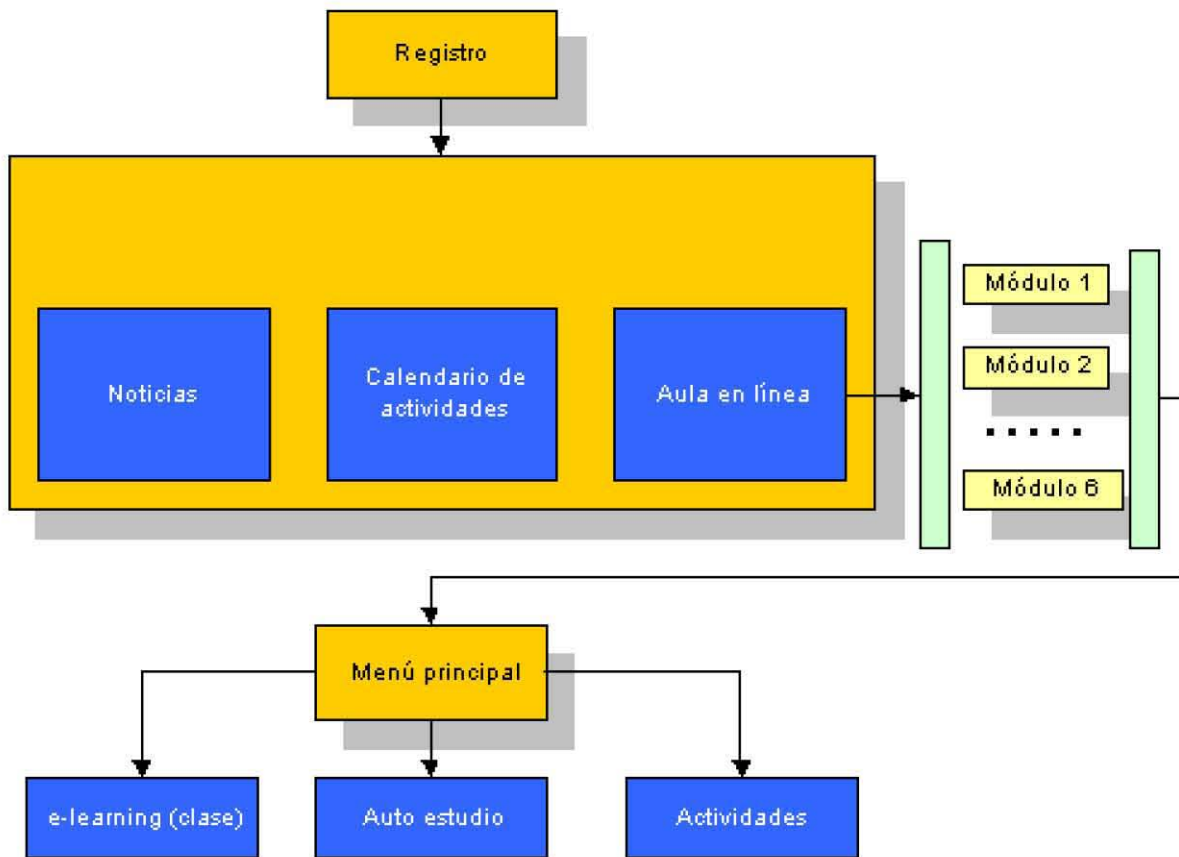 Registro
Noticias
Calendario de
actividades
Aula en línea
Módulo 1
Módulo 2
.....
Módulo 6
Menú principal
e-learning (clase)
Auto estudio
Actividades